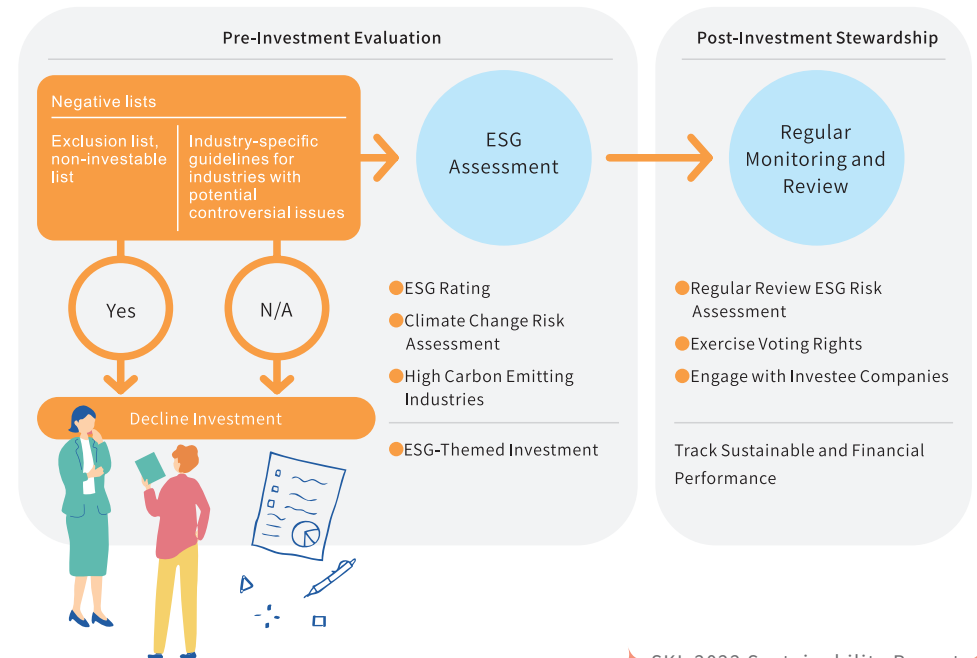 Pre-Investment Evaluation
Negative lists
Exclusion list,
non-investable
list
Industry-specific
guidelines for
industries with
potential
controversial issues
Yes
N/A
Decline Investment
ESG
Assessment
ESG Rating
Climate Change Risk
Assessment
High Carbon Emitting
Industries
ESG-Themed Investment
Post-Investment Stewardship
Regular
Monitoring and
Review
Regular Review ESG Risk
Assessment
Exercise Voting Rights
Engage with Investee Companies
Track Sustainable and Financial
Performance